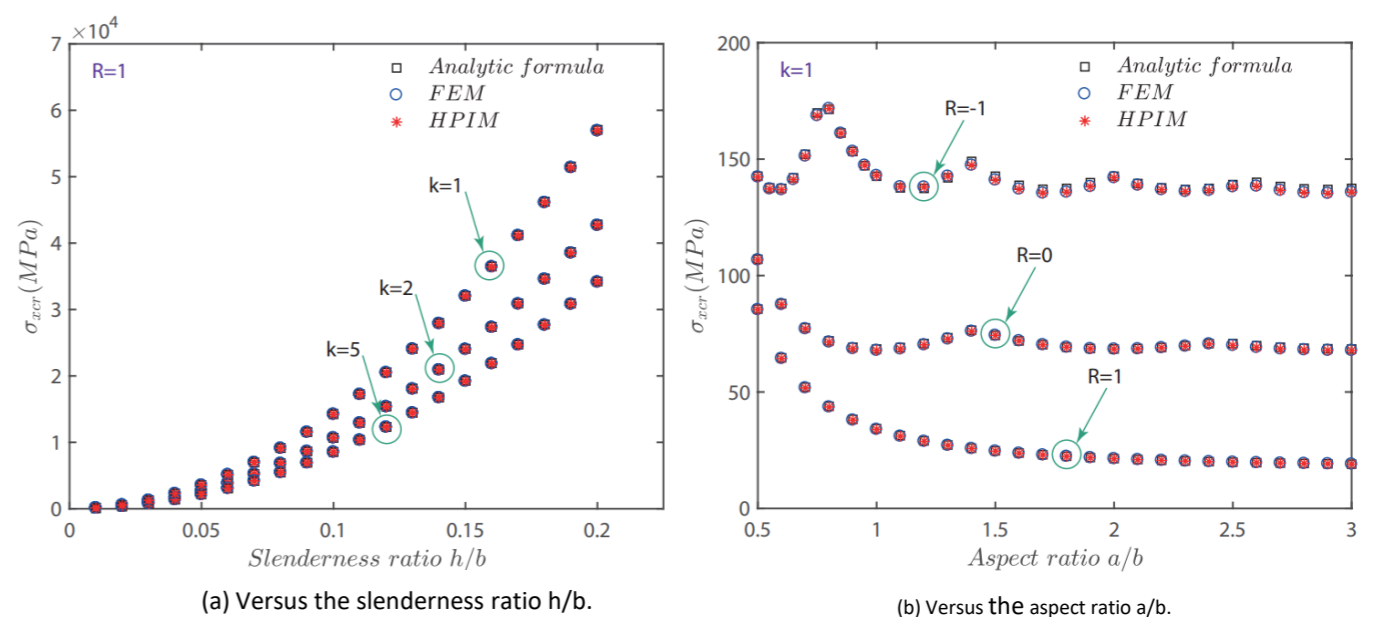 ×10⁴
7
6
5
4
3
2
1
0
σxcr(MPa)
R=1
Analytic formula
FEM
HPIM
k=1
k=2
k=5
0 0.05 0.1 0.15 0.2
Slenderness ratio h/b
(a) Versus the slenderness ratio h/b.
200
150
100
50
0
σxcr(MPa)
k=1
Analytic formula
FEM
HPIM
R=-1
R=0
R=1
0.5 1 1.5 2 2.5 3
Aspect ratio a/b
(b) Versus the aspect ratio a/b.